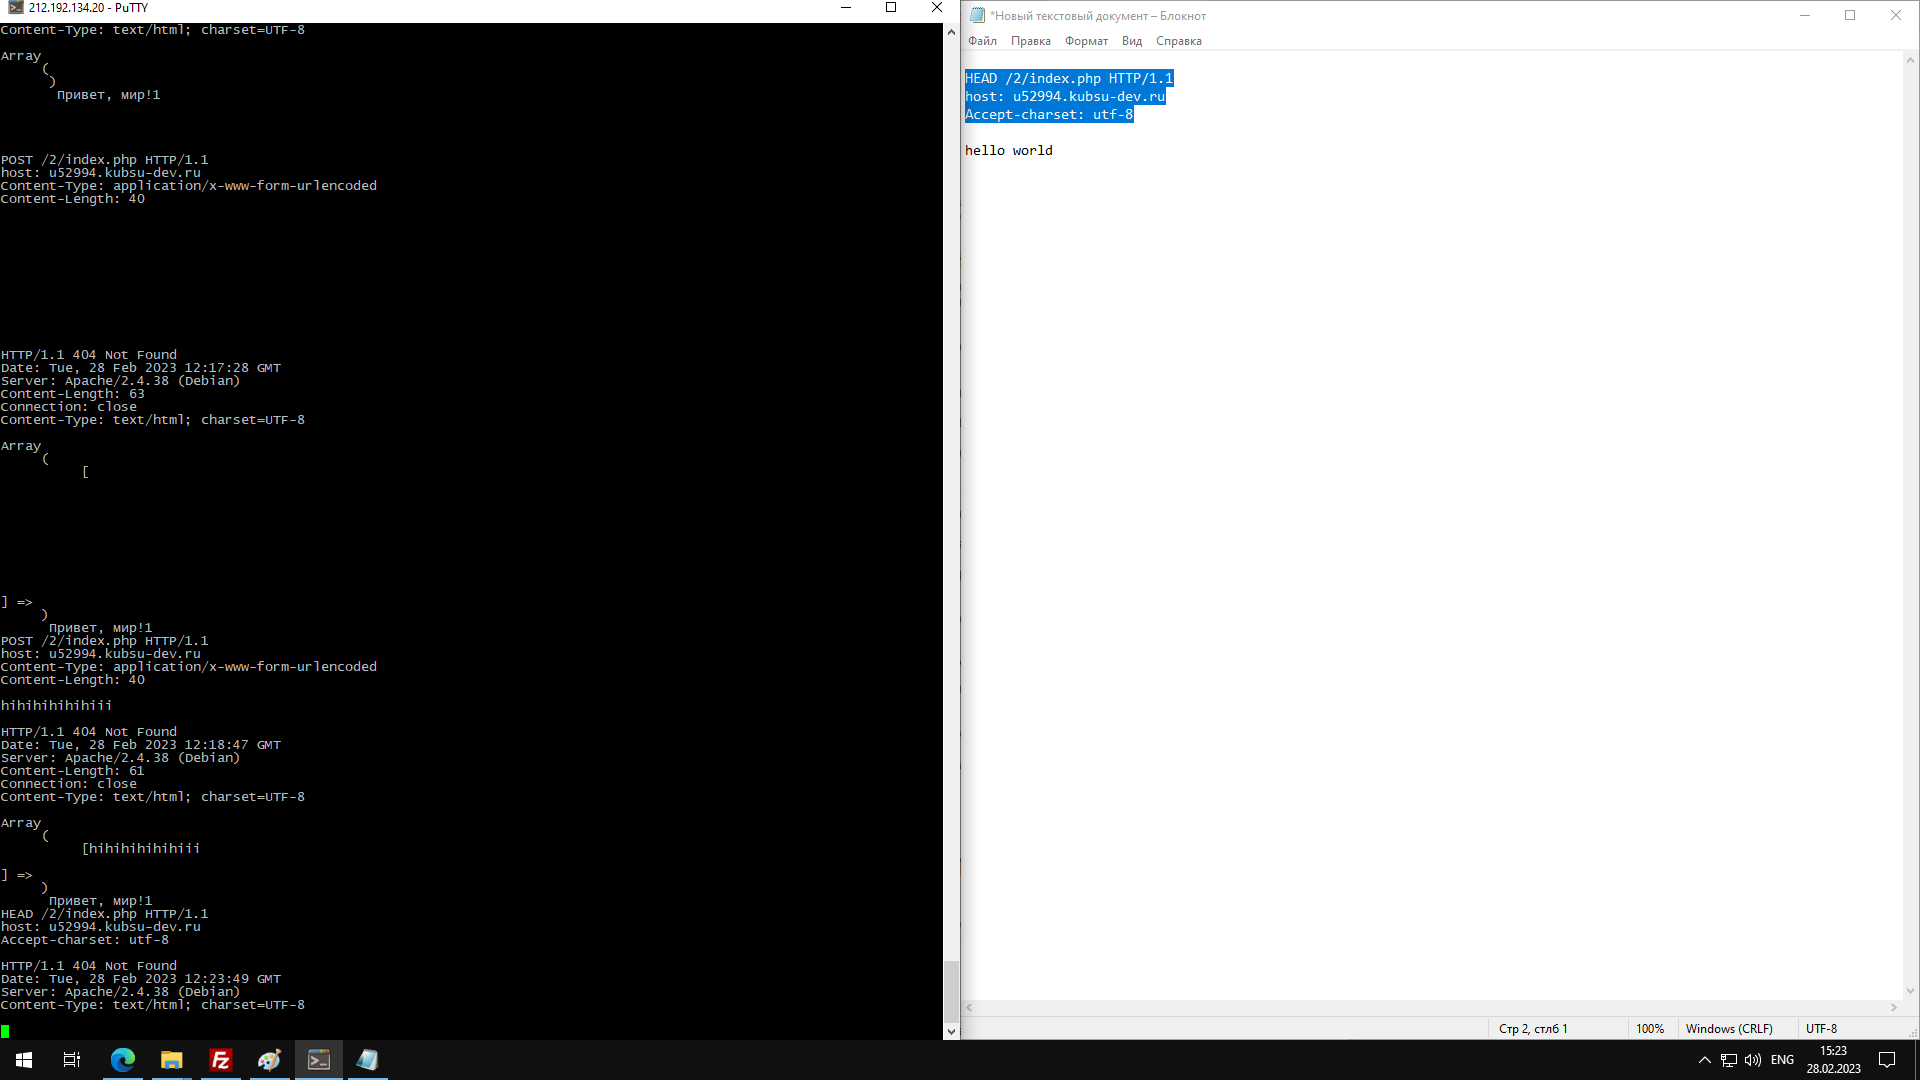 212.192.134.20 - PuTTY
Content-Type: text/html; charset=UTF-8
Array
(
)
Привет, мир!1
POST /2/index.php HTTP/1.1
host: u52994.kubsu-dev.ru
Content-Type: application/x-www-form-urlencoded
Content-Length: 40
HTTP/1.1 404 Not Found
Date: Tue, 28 Feb 2023 12:17:28 GMT
Server: Apache/2.4.38 (Debian)
Content-Length: 63
Connection: close
Content-Type: text/html; charset=UTF-8
Array
(
[
] =>
)
Привет, мир!1
POST /2/index.php HTTP/1.1
host: u52994.kubsu-dev.ru
Content-Type: application/x-www-form-urlencoded
Content-Length: 40
hihihihihihiii
HTTP/1.1 404 Not Found
Date: Tue, 28 Feb 2023 12:18:47 GMT
Server: Apache/2.4.38 (Debian)
Content-Length: 61
Connection: close
Content-Type: text/html; charset=UTF-8
Array
(
[hihihihihihiii
] =>
)
Привет, мир!1
HEAD /2/index.php HTTP/1.1
host: u52994.kubsu-dev.ru
Accept-charset: utf-8
HTTP/1.1 404 Not Found
Date: Tue, 28 Feb 2023 12:23:49 GMT
Server: Apache/2.4.38 (Debian)
Content-Type: text/html; charset=UTF-8
*Новый текстовый документ – Блокнот
Файл Правка Формат Вид Справка
HEAD /2/index.php HTTP/1.1
host: u52994.kubsu-dev.ru
Accept-charset: utf-8
hello world
Стр 2, стлб 1 100% Windows (CRLF) UTF-8
ENG
15:23
28.02.2023